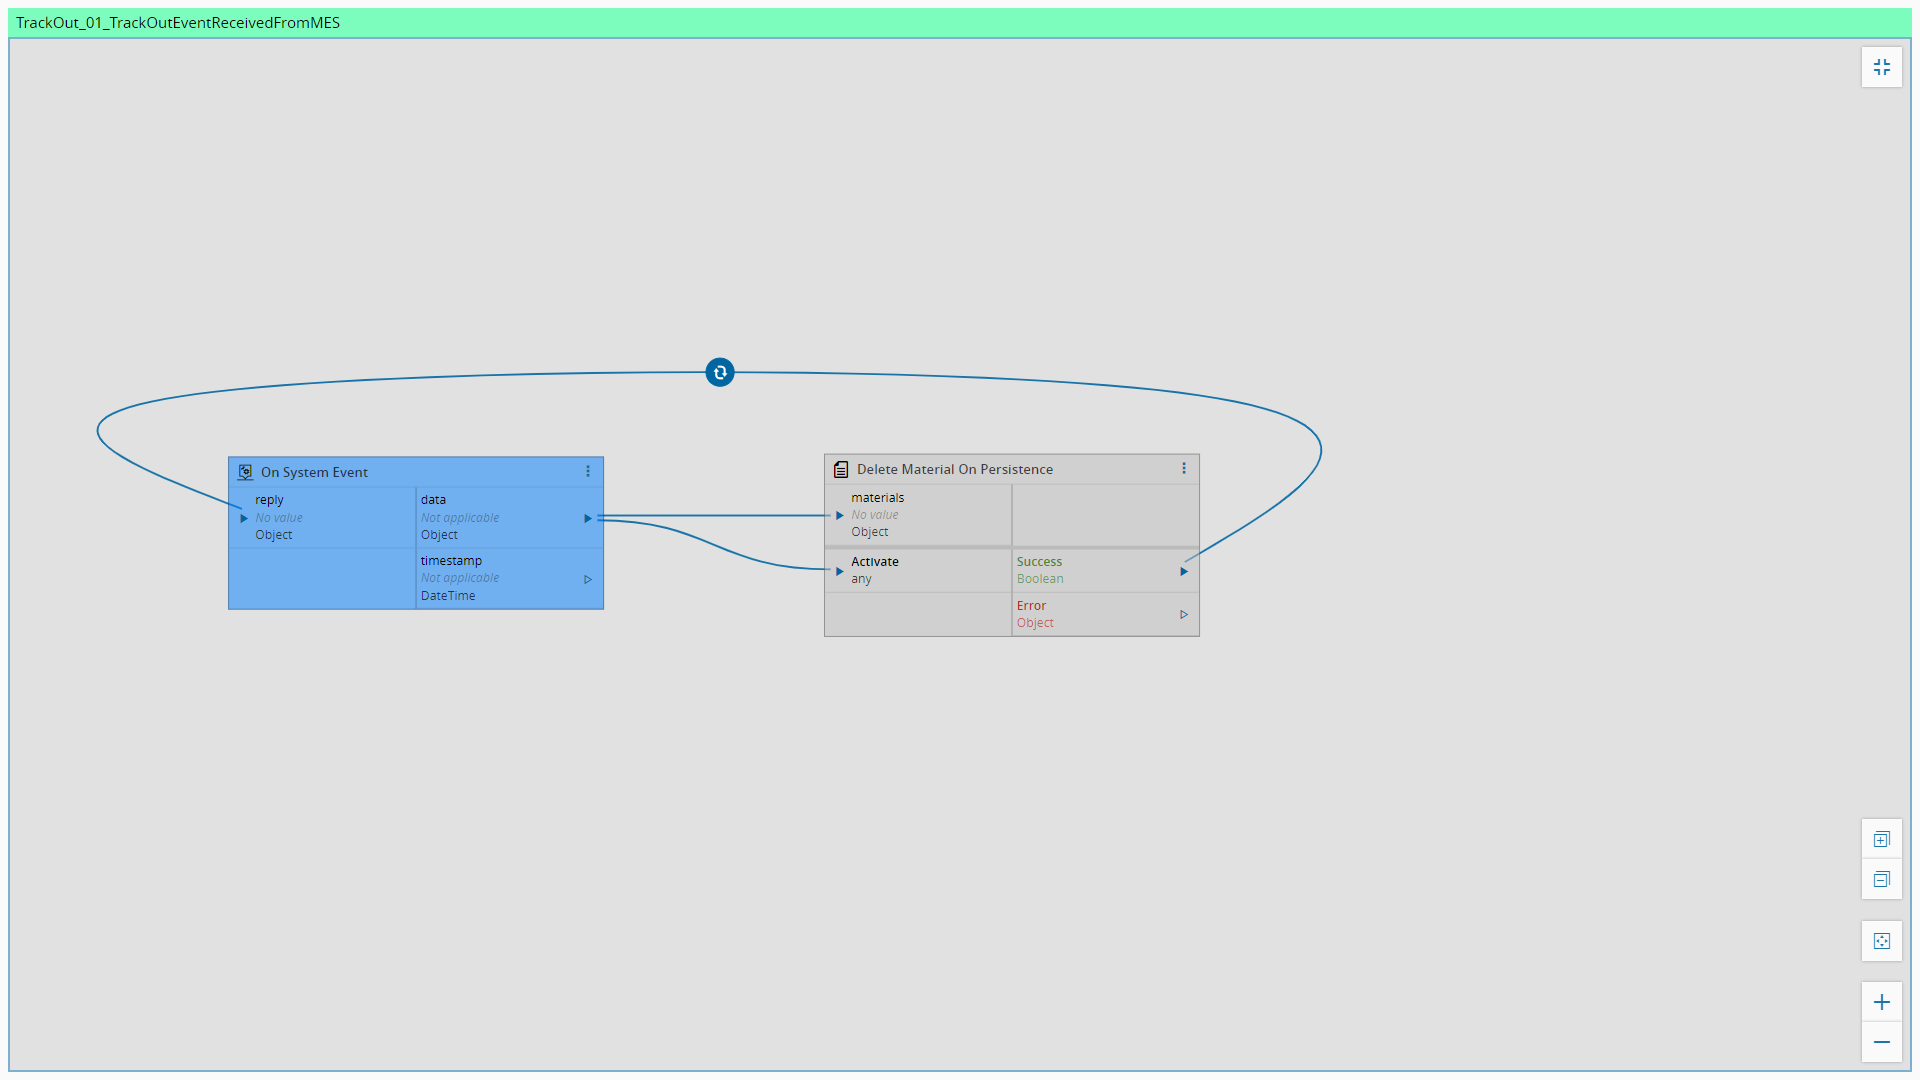 TrackOut_01_TrackOutEventReceivedFromMES
On System Event
reply
No value
Object
data
Not applicable
Object
timestamp
Not applicable
DateTime
Delete Material On Persistence
materials
No value
Object
Activate
any
Success
Boolean
Error
Object